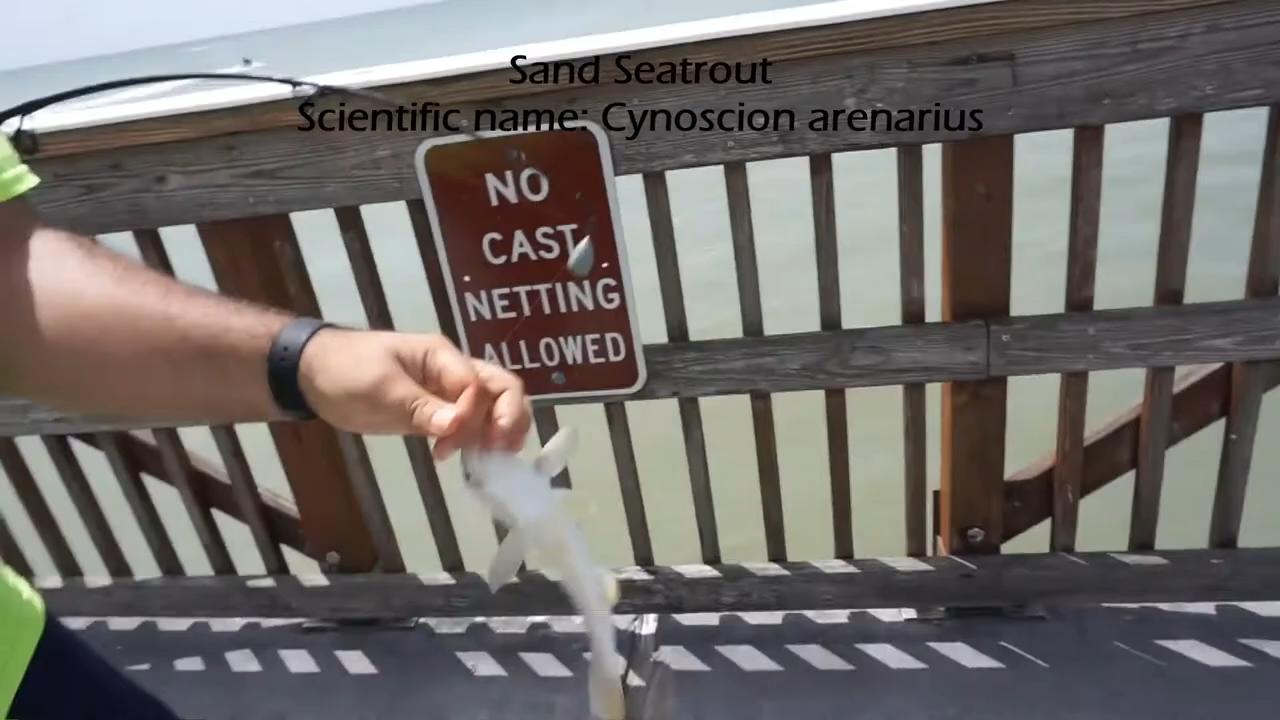 Sand Seatrout
Scientific name: Cynoscion arenarius
NO
CAST
NETTING
ALLOWED